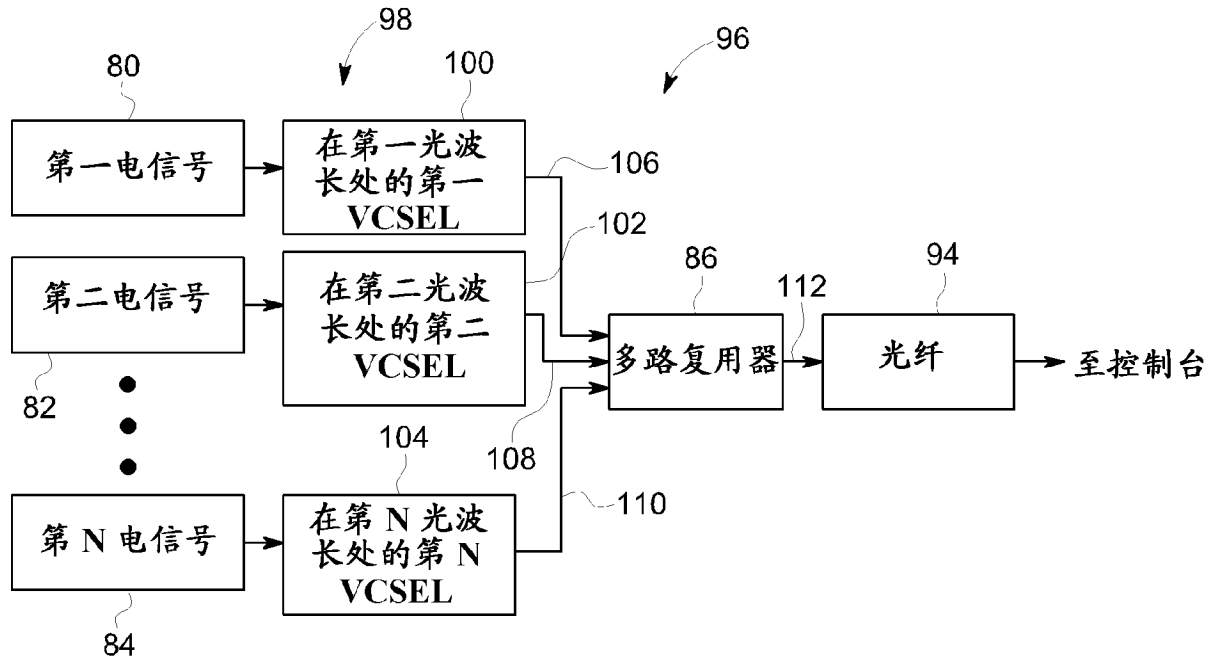 98
96
80
100
第一电信号
在第一光波
长处的第一
VCSEL
106
102
第二电信号
在第二光波
长处的第二
VCSEL
86
112
94
多路复用器
光纤
至控制台
82
108
104
110
第 N 电信号
在第 N 光波
长处的第 N
VCSEL
84